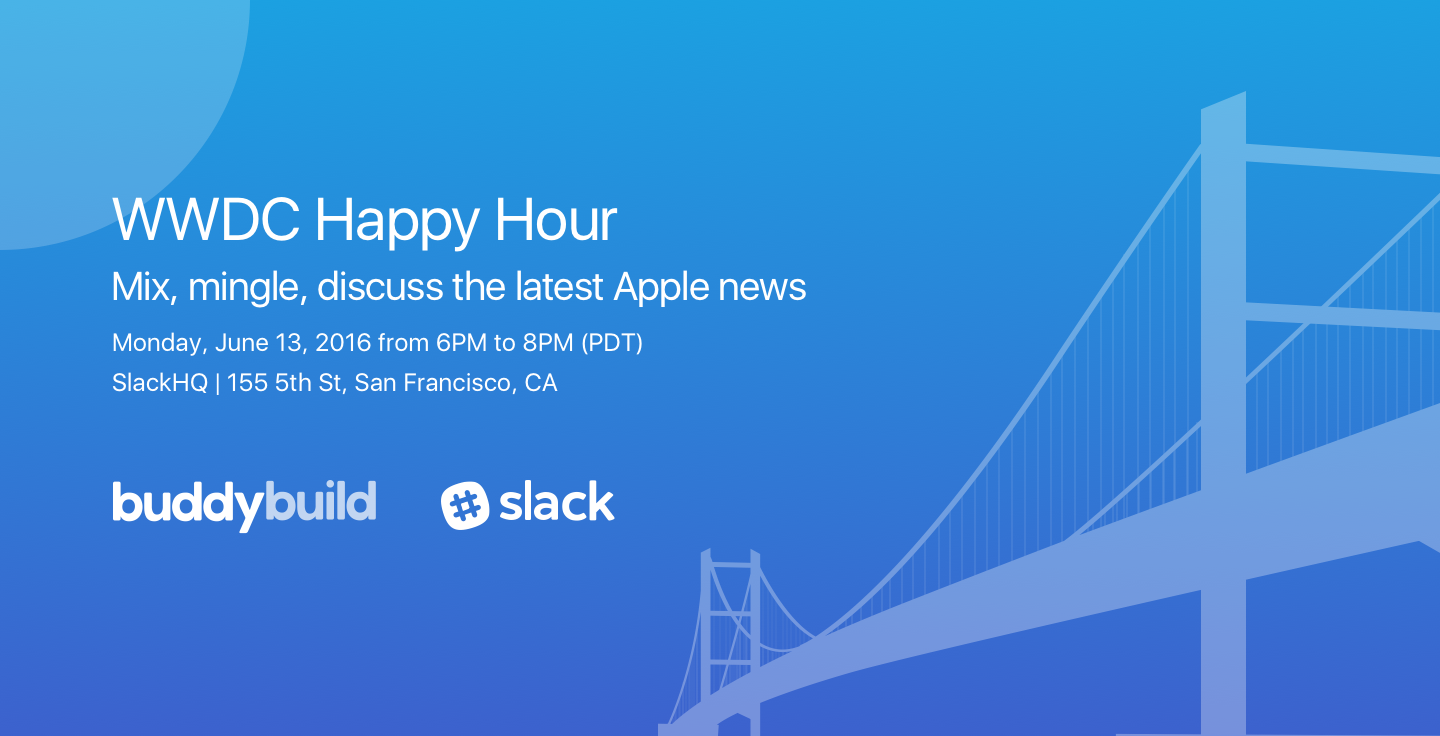 WWDC Happy Hour
Mix, mingle, discuss the latest Apple news
Monday, June 13, 2016 from 6PM to 8PM (PDT)
SlackHQ | 155 5th St, San Francisco, CA
buddybuild
slack